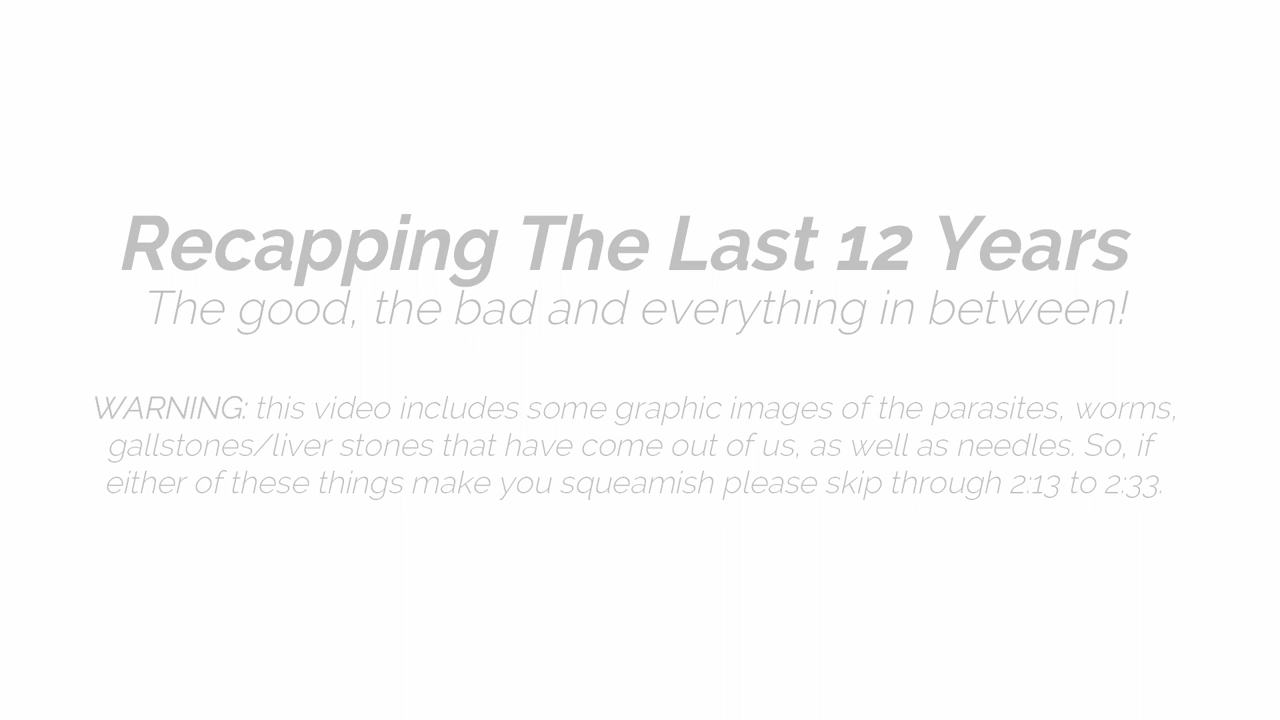 Recapping The Last 12 Years
The good, the bad and everything in between!
WARNING: this video includes some graphic images of the parasites, worms,
gallstones/liver stones that have come out of us, as well as needles. So, if
either of these things make you squeamish please skip through 2:13 to 2:33.